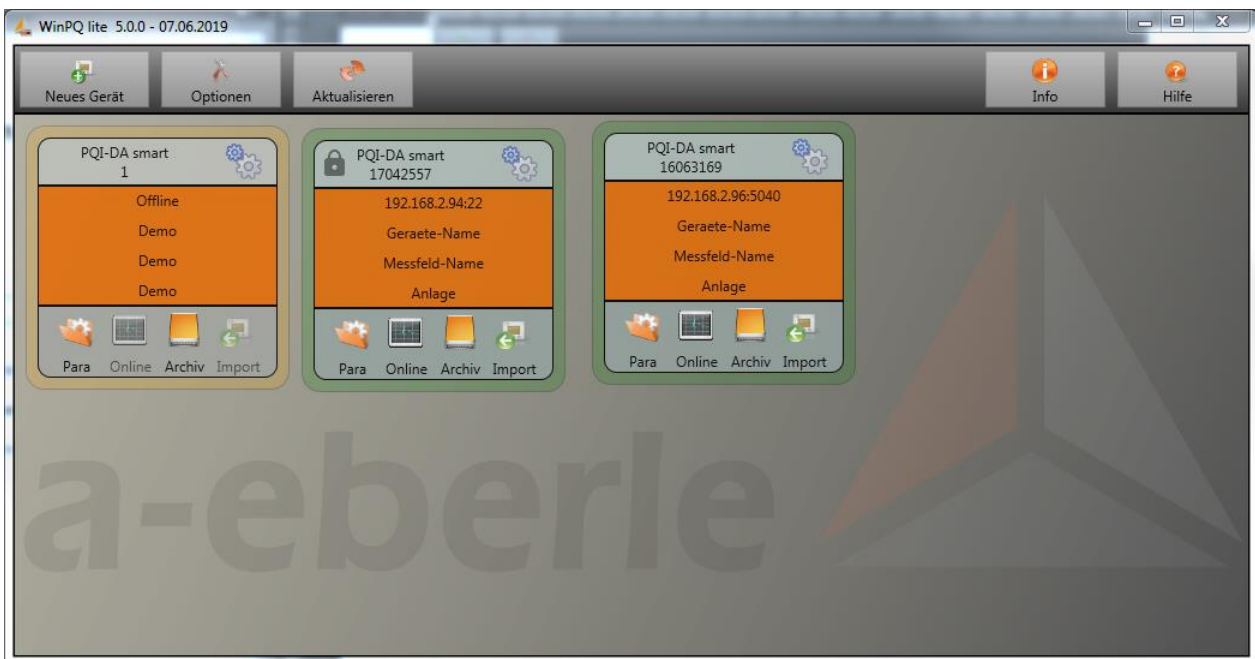 WinPQ lite 5.0.0 - 07.06.2019
Neues Gerät
Optionen
Aktualisieren
Info
Hilfe
PQI-DA smart
1
Offline
Demo
Demo
Demo
Para Online Archiv Import
PQI-DA smart
17042557
192.168.2.94:22
Geraete-Name
Messfeld-Name
Anlage
Para Online Archiv Import
PQI-DA smart
16063169
192.168.2.96:5040
Geraete-Name
Messfeld-Name
Anlage
Para Online Archiv Import
a-eberle